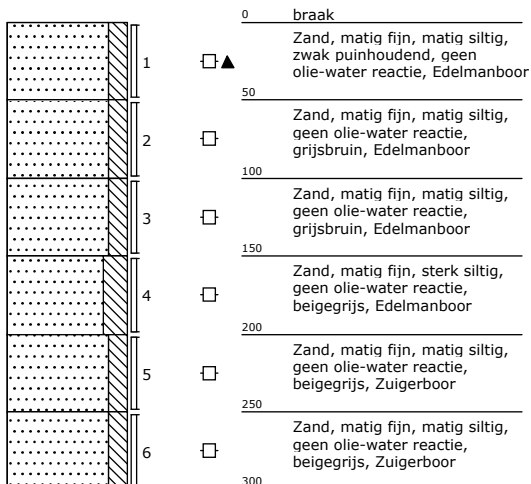 0 braak
1
Zand, matig fijn, matig siltig,
zwak puinhoudend, geen
olie-water reactie, Edelmanboor
50
2
Zand, matig fijn, matig siltig,
geen olie-water reactie,
grijsbruin, Edelmanboor
100
3
Zand, matig fijn, matig siltig,
geen olie-water reactie,
grijsbruin, Edelmanboor
150
4
Zand, matig fijn, sterk siltig,
geen olie-water reactie,
beigegrijs, Edelmanboor
200
5
Zand, matig fijn, matig siltig,
geen olie-water reactie,
beigegrijs, Zuigerboor
250
6
Zand, matig fijn, matig siltig,
geen olie-water reactie,
beigegrijs, Zuigerboor
300